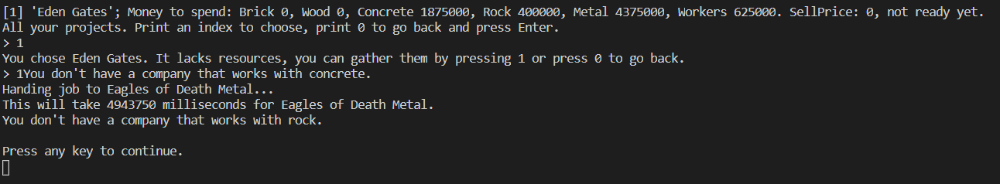 [1] 'Eden Gates'; Money to spend: Brick 0, Wood 0, Concrete 1875000, Rock 400000, Metal 4375000, Workers 625000. SellPrice: 0, not ready yet.
All your projects. Print an index to choose, print 0 to go back and press Enter.
> 1
You chose Eden Gates. It lacks resources, you can gather them by pressing 1 or press 0 to go back.
> 1You don't have a company that works with concrete.
Handing job to Eagles of Death Metal...
This will take 4943750 milliseconds for Eagles of Death Metal.
You don't have a company that works with rock.
Press any key to continue.